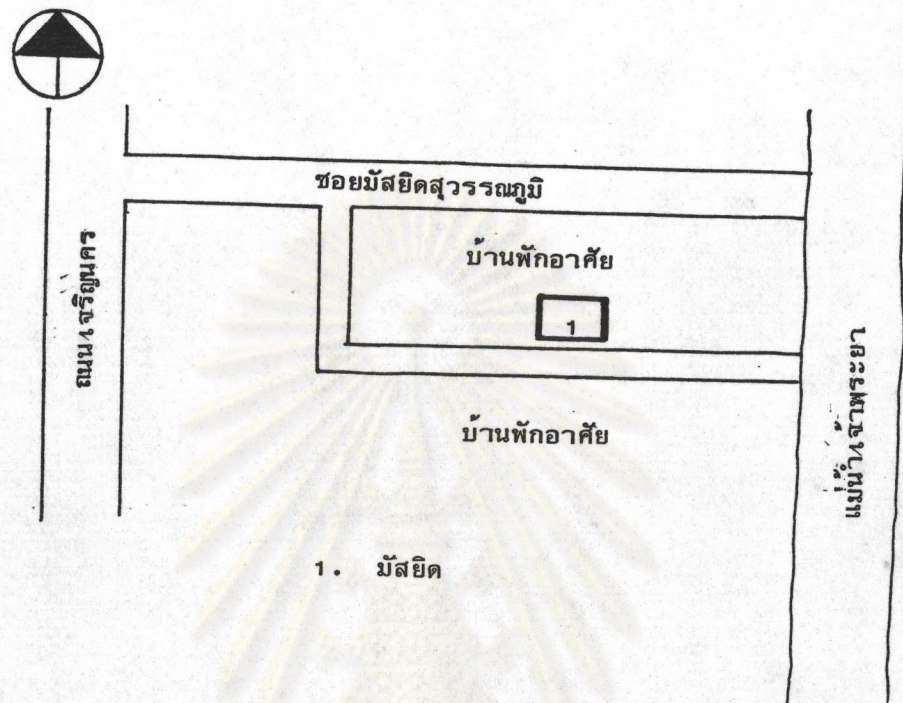 ซอยมัสยิดสุวรรณภูมิ
ถนนเจริญนคร
บ้านพักอาศัย
1
แม่น้ำเจ้าพระยา
บ้านพักอาศัย
1. มัสยิด